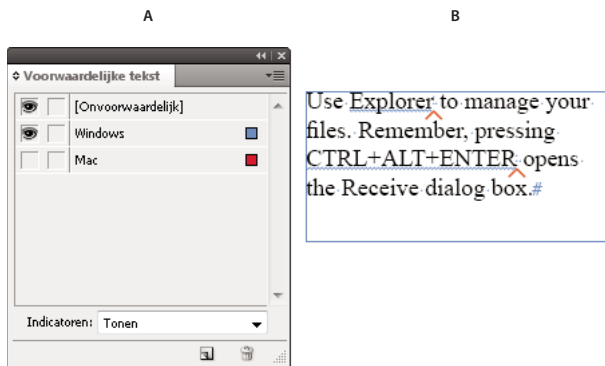 A
B
Voorwaardelijke tekst
[Onvoorwaardelijk]
Windows
Mac
Indicatoren: Tonen
Use Explorer to manage your
files. Remember, pressing
CTRL+ALT+ENTER opens
the Receive dialog box.#